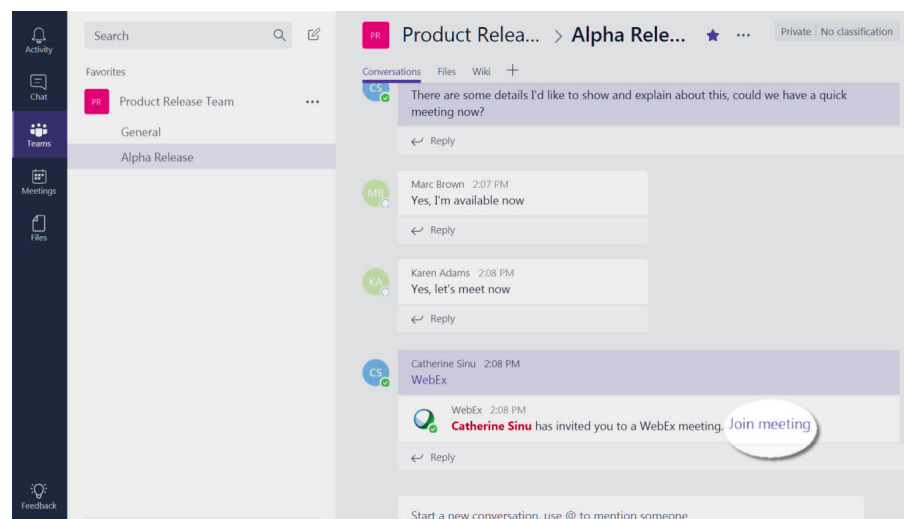 Activity
Chat
Teams
Meetings
Files
Feedback
Search
Favorites
PR Product Release Team ...
General
Alpha Release
PR Product Relea... > Alpha Rele... ...
Private No classification
Conversations Files Wiki +
CS
There are some details I'd like to show and explain about this, could we have a quick
meeting now?
Reply
MB
Marc Brown 2:07 PM
Yes, I'm available now
Reply
KA
Karen Adams 2:08 PM
Yes, let's meet now
Reply
CS
Catherine Sinu 2:08 PM
WebEx
WebEx 2:08 PM
Catherine Sinu has invited you to a WebEx meeting. Join meeting
Reply
Start a new conversation, use @ to mention someone